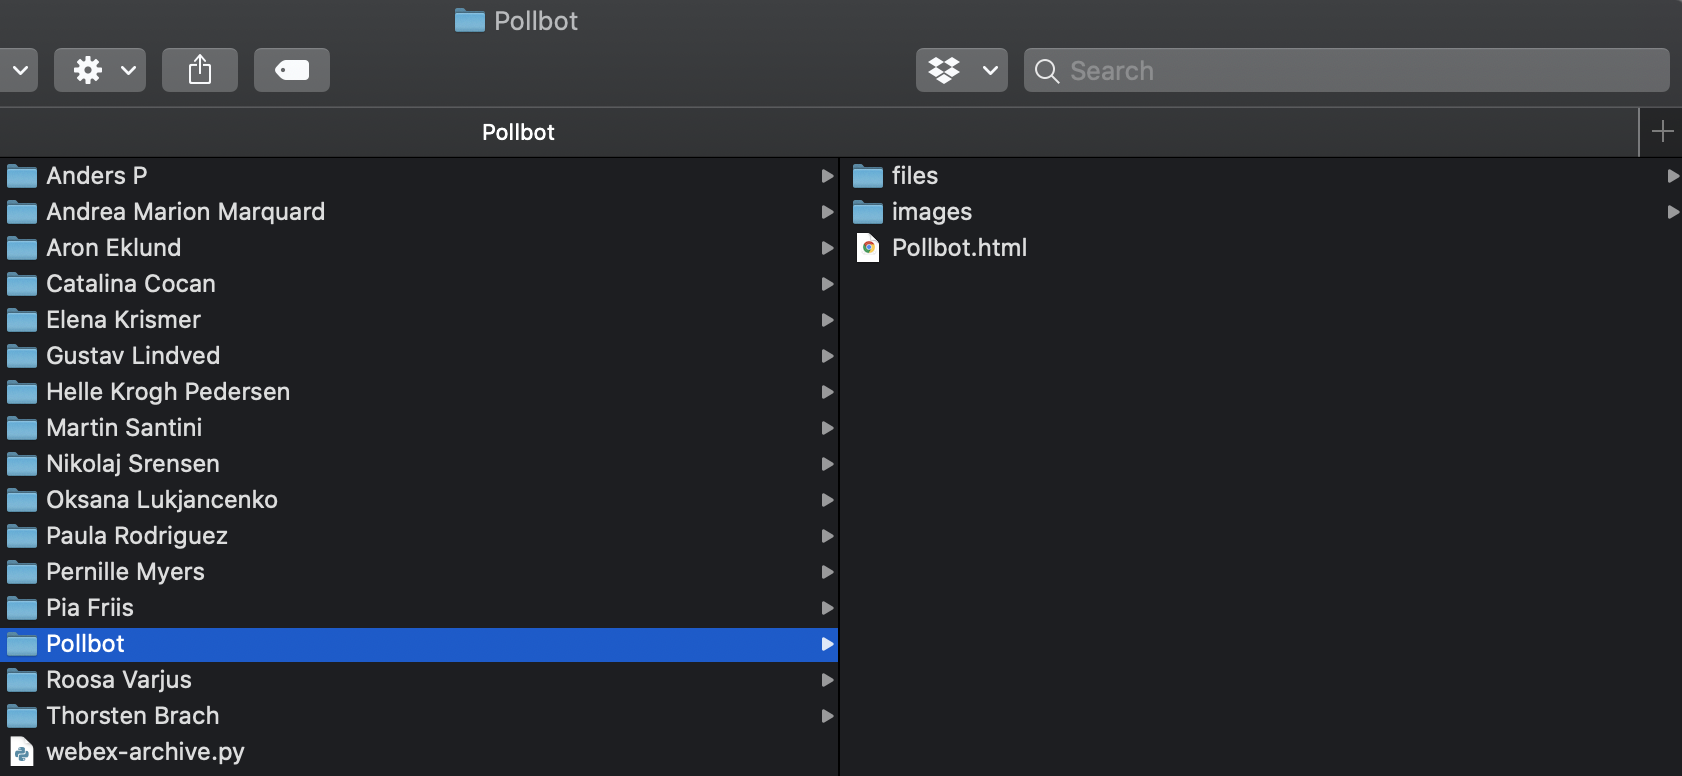 Pollbot
Search
Pollbot
Anders P
Andrea Marion Marquard
Aron Eklund
Catalina Cocan
Elena Krismer
Gustav Lindved
Helle Krogh Pedersen
Martin Santini
Nikolaj Srensen
Oksana Lukjancenko
Paula Rodriguez
Pernille Myers
Pia Friis
Pollbot
Roosa Varjus
Thorsten Brach
webex-archive.py
files
images
Pollbot.html